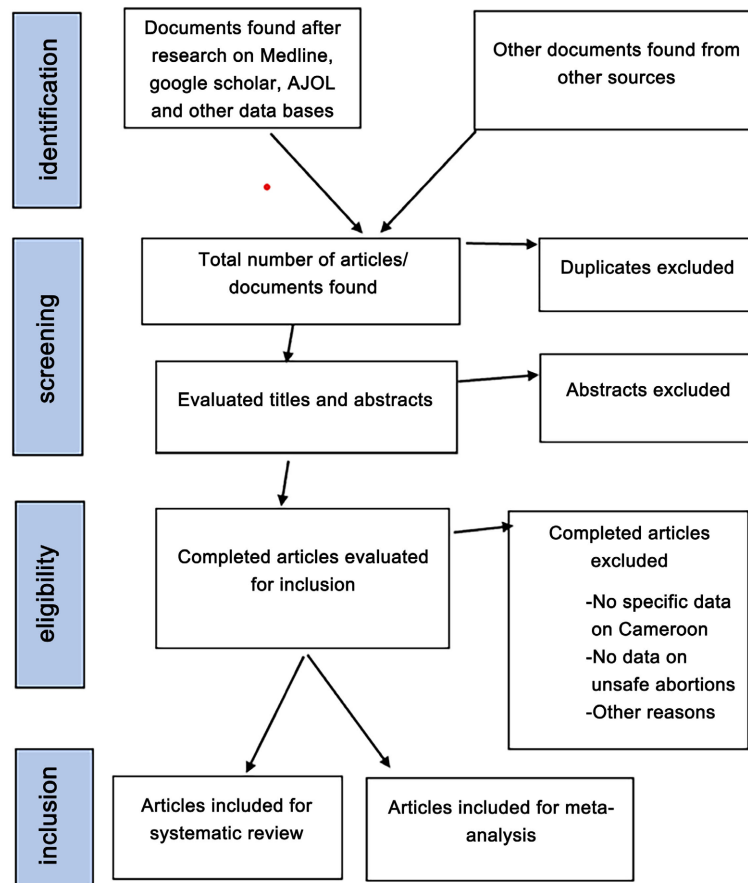 identification
Documents found after
research on Medline,
google scholar, AJOL
and other data bases
Other documents found from
other sources
screening
Total number of articles/
documents found
Duplicates excluded
Evaluated titles and abstracts
Abstracts excluded
eligibility
Completed articles evaluated
for inclusion
Completed articles
excluded
-No specific data
on Cameroon
-No data on
unsafe abortions
-Other reasons
inclusion
Articles included for
systematic review
Articles included for meta-
analysis